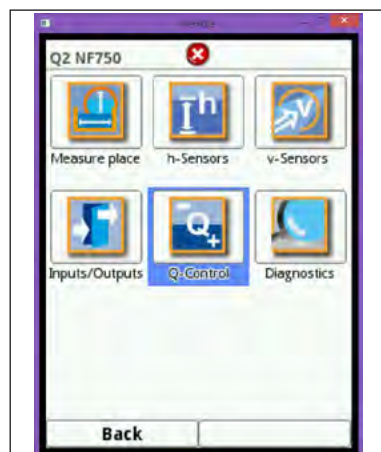 Q2 NF750
Measure place h-Sensors v-Sensors
Inputs/Outputs Q-Control Diagnostics
Back